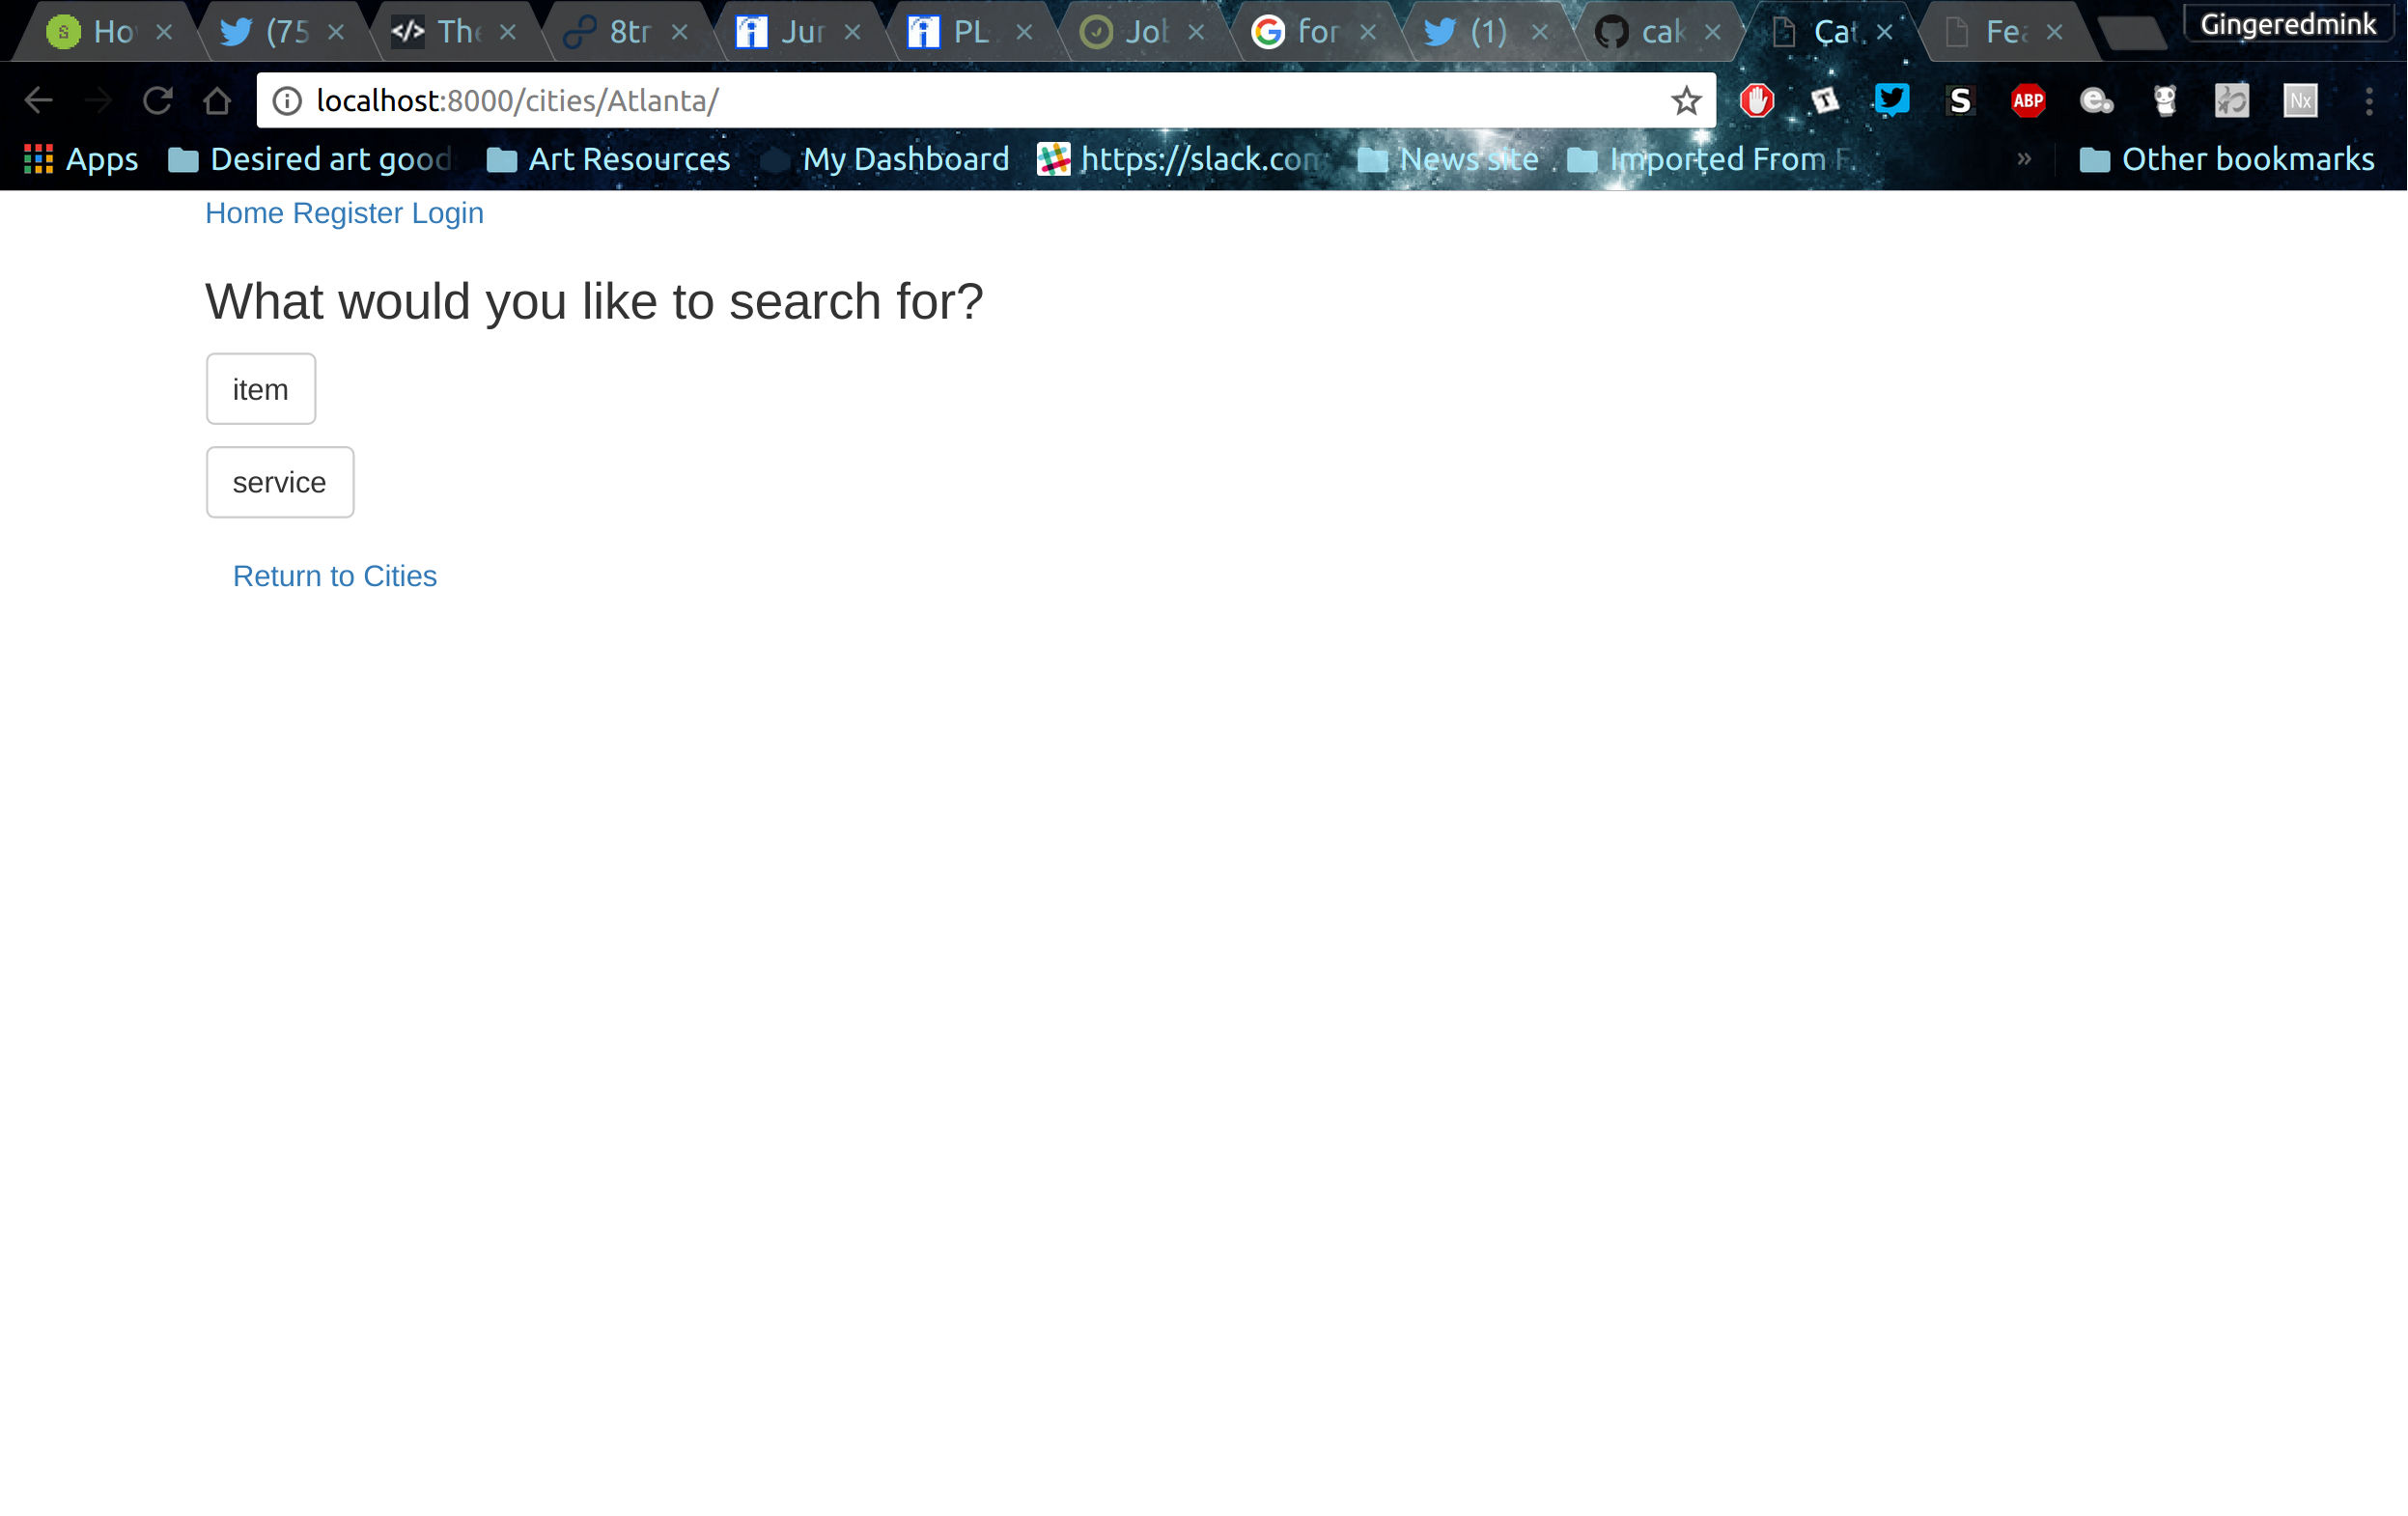 Ho (75 The 8tr Jur PL Job for (1) cak Cat Fea Gingeredmink
localhost:8000/cities/Atlanta/ ABP Nx
Apps Desired art good Art Resources My Dashboard https://slack.com News site Imported From F » Other bookmarks
Home Register Login
What would you like to search for?
item
service
Return to Cities